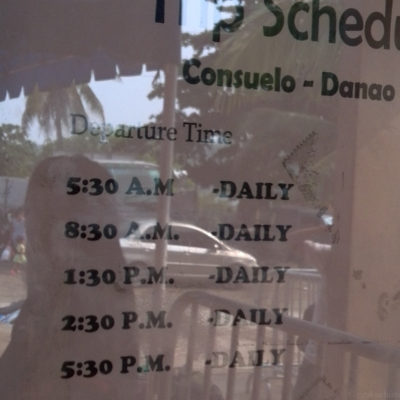 Schedu
Consuelo - Danao
Departure Time
5:30 A.M -DAILY
8:30 A.M. -DAILY
1:30 P.M. -DAILY
2:30 P.M. -DAILY
5:30 P.M. -DAILY